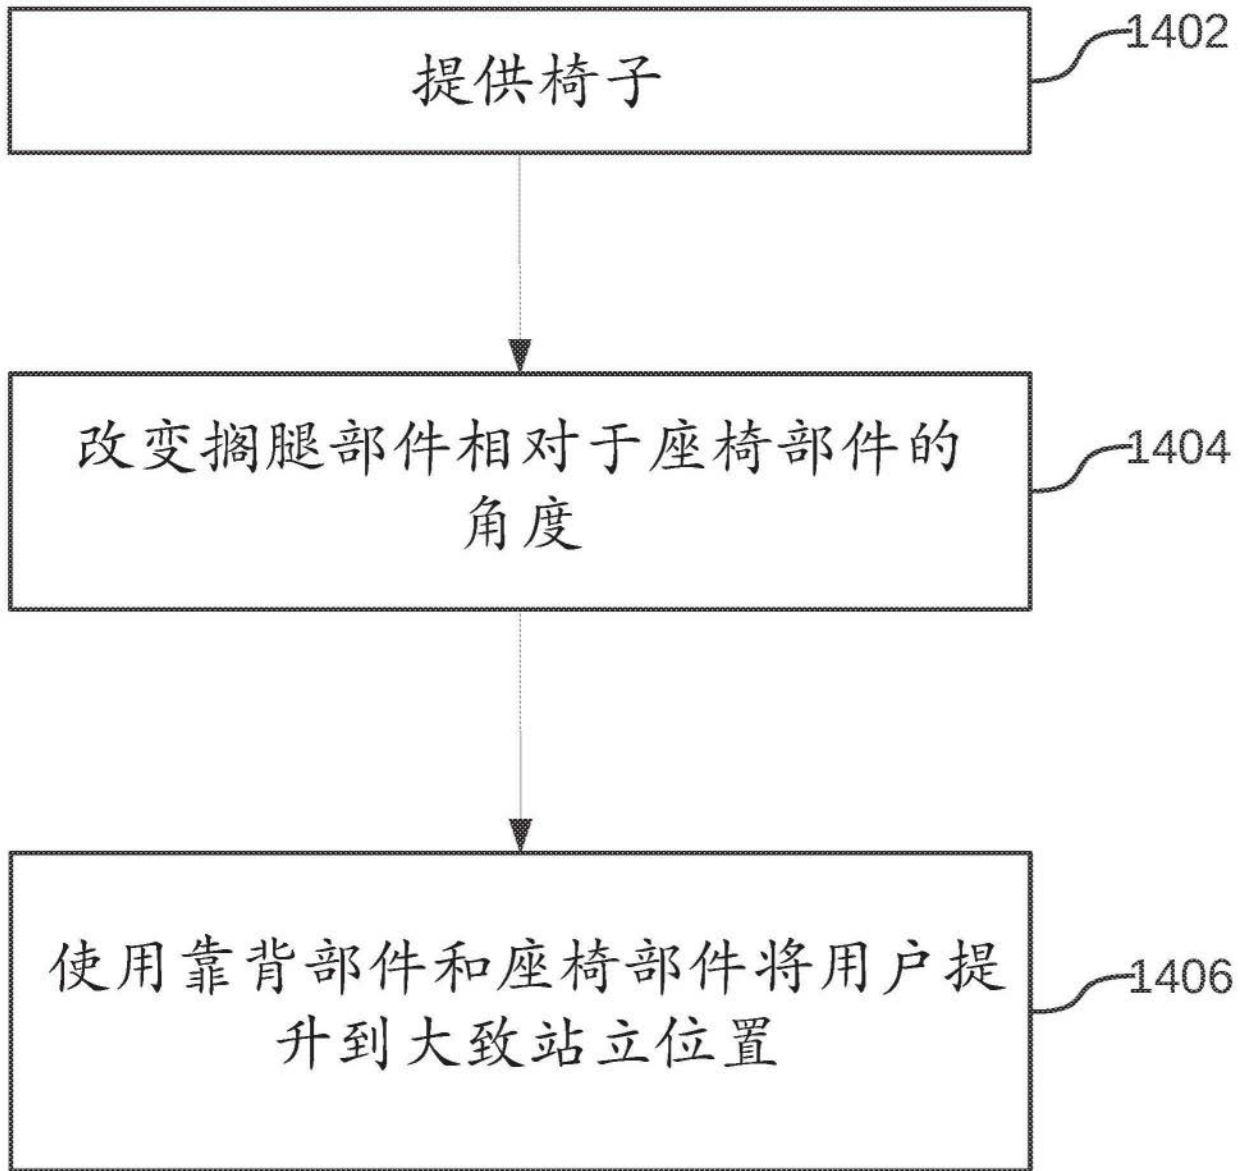 提供椅子
1402
改变搁腿部件相对于座椅部件的
角度
1404
使用靠背部件和座椅部件将用户提
升到大致站立位置
1406